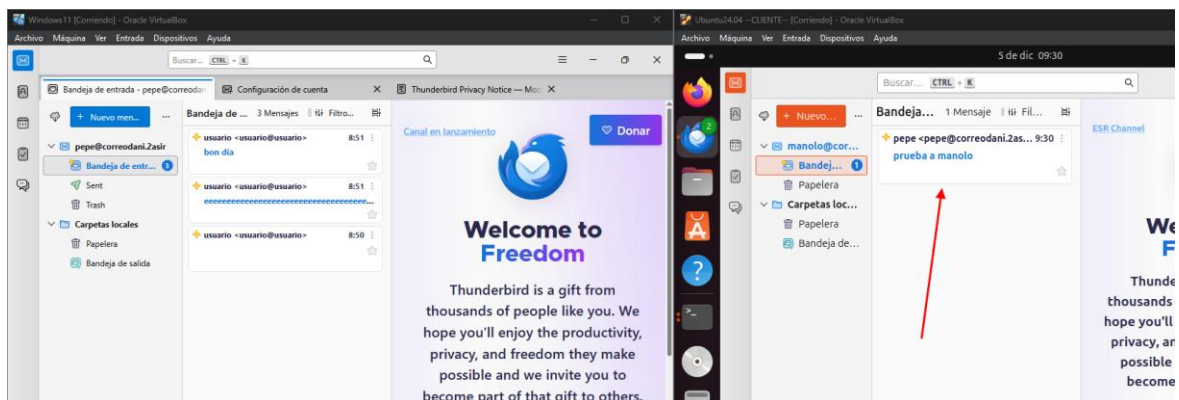 Windows11 [Corriendo] - Oracle VirtualBox
Archivo Máquina Ver Entrada Dispositivos Ayuda
Buscar... CTRL + K
Bandeja de entrada - pepe@correodan
Configuración de cuenta
Thunderbird Privacy Notice — Moz
+ Nuevo men...
pepe@correodani.2asir
Bandeja de entr... 3
Sent
Trash
Carpetas locales
Papelera
Bandeja de salida
Bandeja de ... 3 Mensajes Filtro...
usuario <usuario@usuario> 8:51
bon día
usuario <usuario@usuario> 8:51
usuario <usuario@usuario> 8:50
Canal en lanzamiento
Donar
Welcome to
Freedom
Thunderbird is a gift from
thousands of people like you. We
hope you'll enjoy the productivity,
privacy, and freedom they make
possible and we invite you to
become part of that gift to others.
Ubuntu24.04 --CLIENTE-- [Corriendo] - Oracle VirtualBox
Archivo Máquina Ver Entrada Dispositivos Ayuda
5 de dic 09:30
2
Buscar... CTRL + K
+ Nuevo... ...
manolo@cor...
Bandej... 1
Papelera
Carpetas loc...
Papelera
Bandeja de...
Bandeja... 1 Mensaje Fil...
pepe <pepe@correodani.2as... 9:30
prueba a manolo
ESR Channel
We
F
Thunde
thousands
hope you'll
privacy, an
possible
become